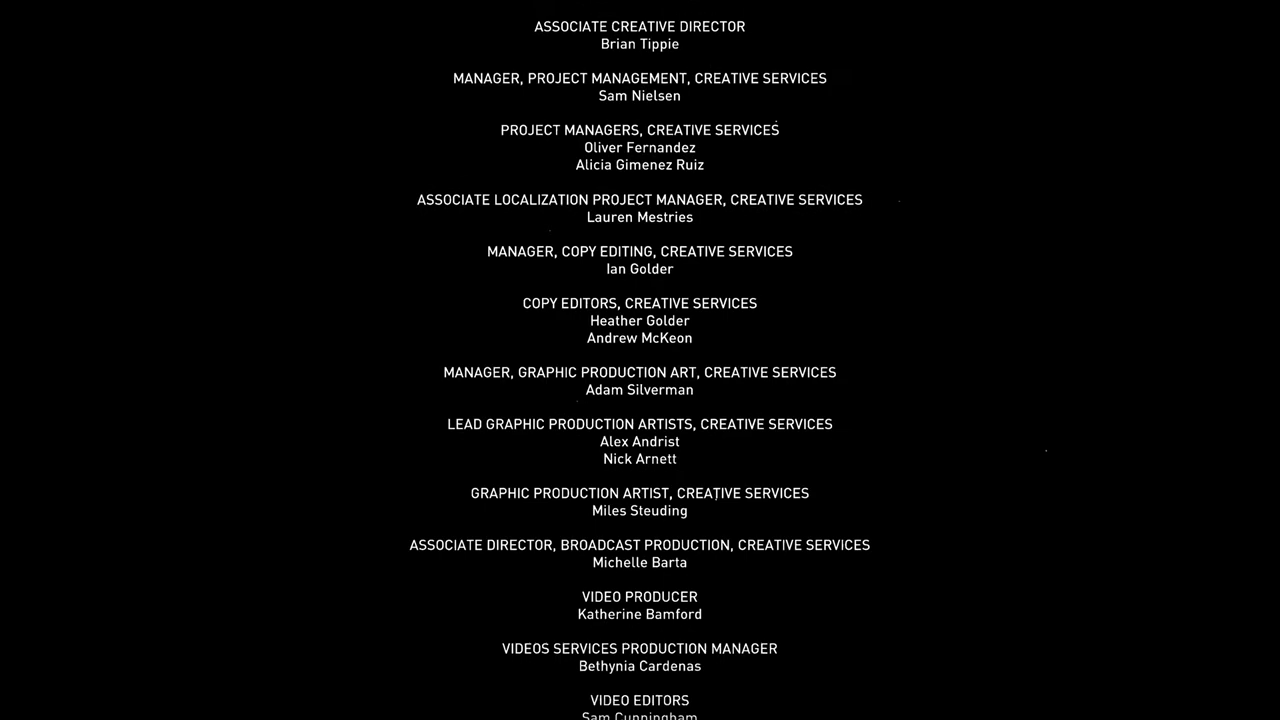 ASSOCIATE CREATIVE DIRECTOR
Brian Tippie
MANAGER, PROJECT MANAGEMENT, CREATIVE SERVICES
Sam Nielsen
PROJECT MANAGERS, CREATIVE SERVICES
Oliver Fernandez
Alicia Gimenez Ruiz
ASSOCIATE LOCALIZATION PROJECT MANAGER, CREATIVE SERVICES
Lauren Mestries
MANAGER, COPY EDITING, CREATIVE SERVICES
Ian Golder
COPY EDITORS, CREATIVE SERVICES
Heather Golder
Andrew McKeon
MANAGER, GRAPHIC PRODUCTION ART, CREATIVE SERVICES
Adam Silverman
LEAD GRAPHIC PRODUCTION ARTISTS, CREATIVE SERVICES
Alex Andrist
Nick Arnett
GRAPHIC PRODUCTION ARTIST, CREATIVE SERVICES
Miles Steuding
ASSOCIATE DIRECTOR, BROADCAST PRODUCTION, CREATIVE SERVICES
Michelle Barta
VIDEO PRODUCER
Katherine Bamford
VIDEOS SERVICES PRODUCTION MANAGER
Bethynia Cardenas
VIDEO EDITORS
Sam Cunningham